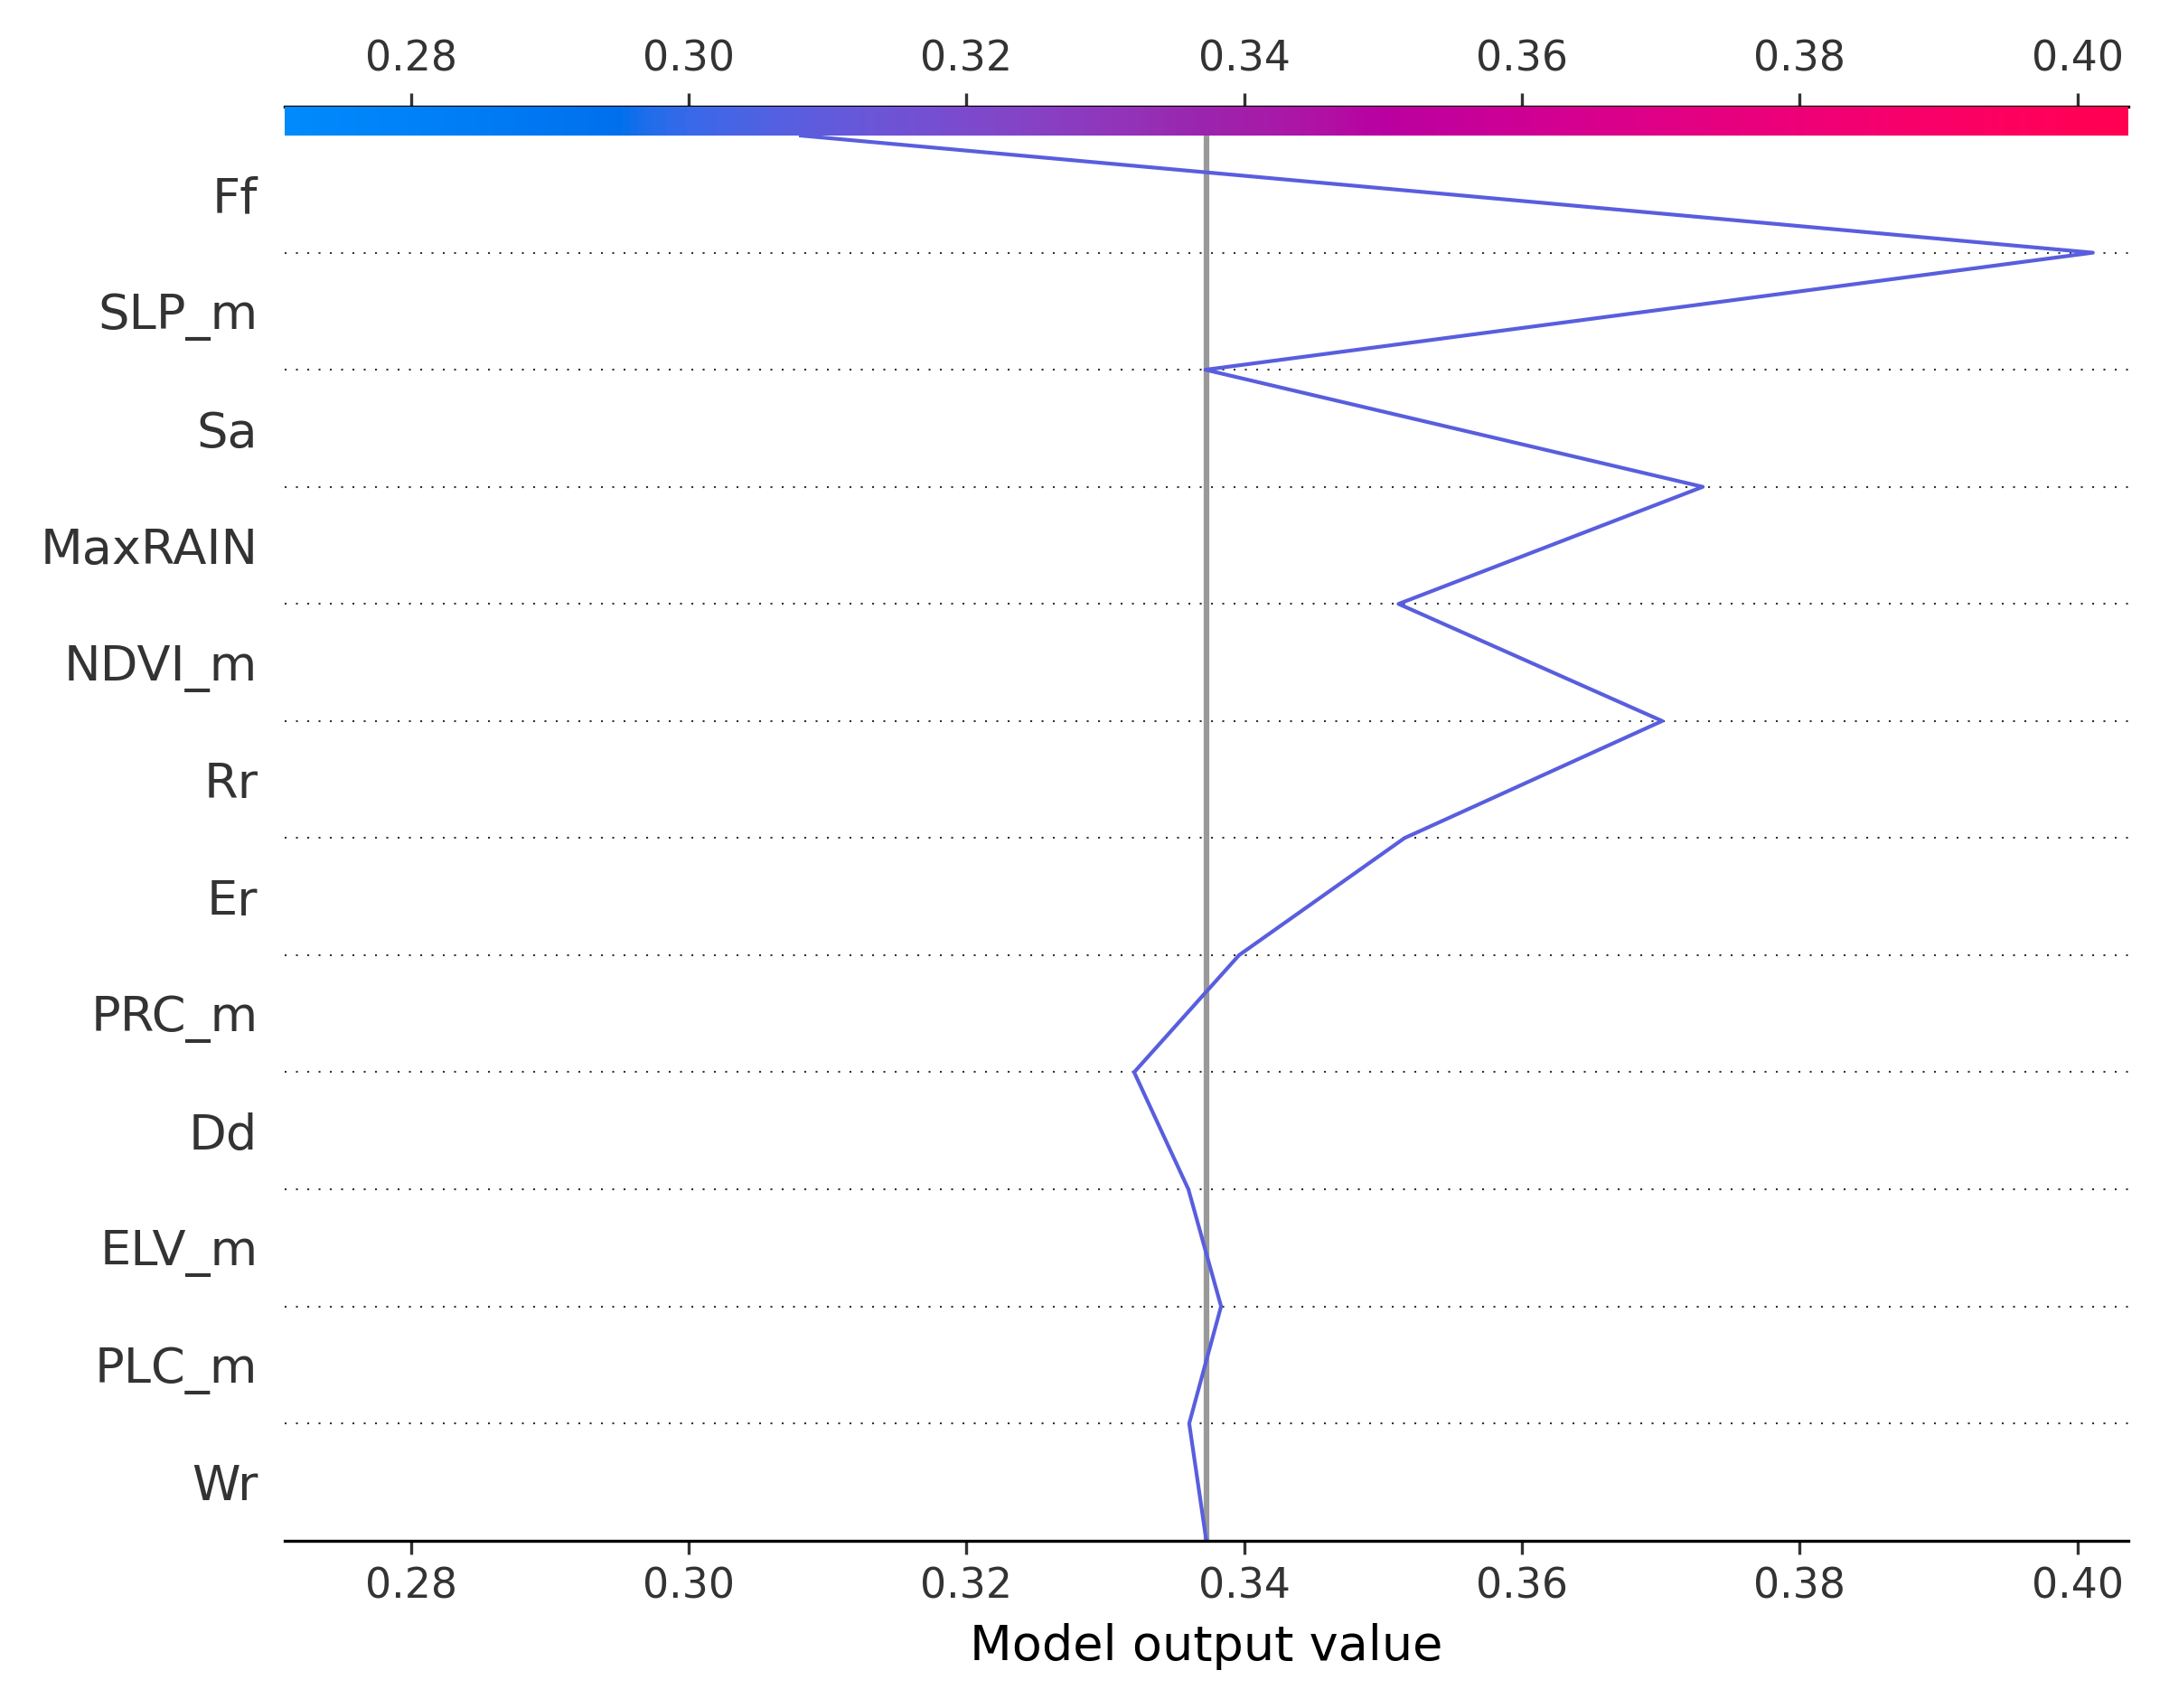 0.28 0.30 0.32 0.34 0.36 0.38 0.40
Ff
SLP_m
Sa
MaxRAIN
NDVI_m
Rr
Er
PRC_m
Dd
ELV_m
PLC_m
Wr
0.28 0.30 0.32 0.34 0.36 0.38 0.40
Model output value